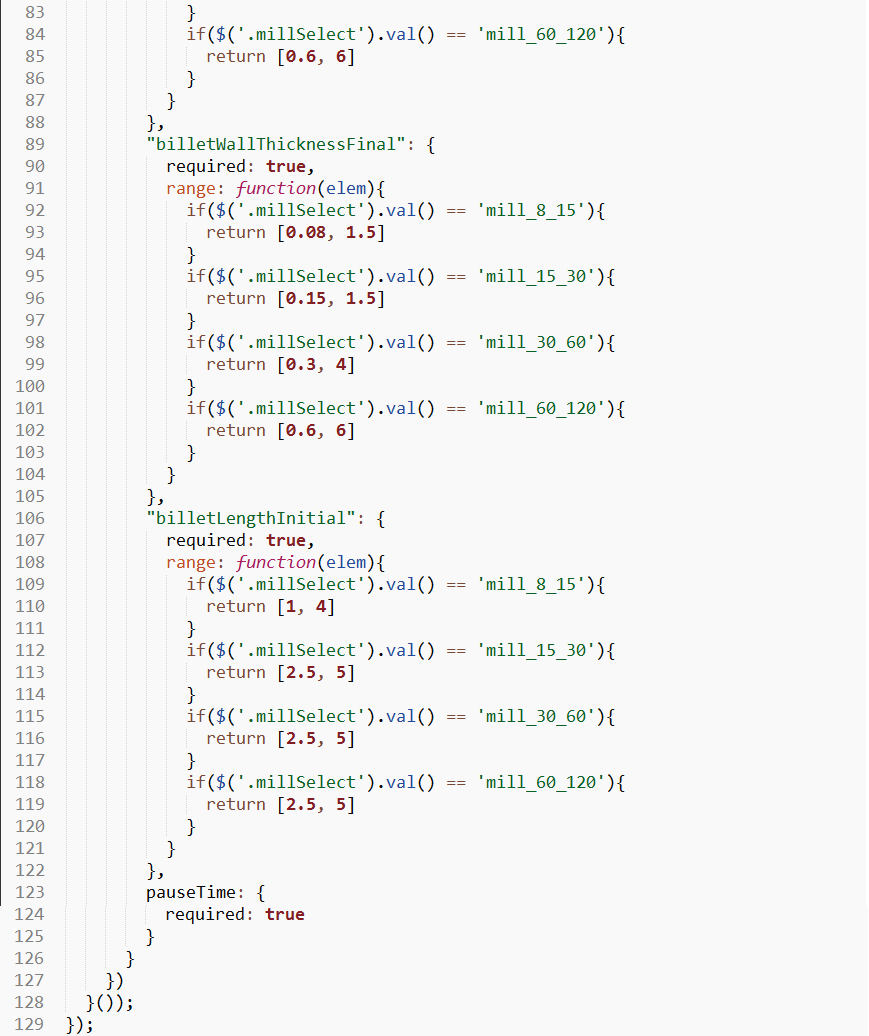 83 }
84 if($('.millSelect').val() == 'mill_60_120'){
85 return [0.6, 6]
86 }
87 }
88 },
89 "billetWallThicknessFinal": {
90 required: true,
91 range: function(elem){
92 if($('.millSelect').val() == 'mill_8_15'){
93 return [0.08, 1.5]
94 }
95 if($('.millSelect').val() == 'mill_15_30'){
96 return [0.15, 1.5]
97 }
98 if($('.millSelect').val() == 'mill_30_60'){
99 return [0.3, 4]
100 }
101 if($('.millSelect').val() == 'mill_60_120'){
102 return [0.6, 6]
103 }
104 }
105 },
106 "billetLengthInitial": {
107 required: true,
108 range: function(elem){
109 if($('.millSelect').val() == 'mill_8_15'){
110 return [1, 4]
111 }
112 if($('.millSelect').val() == 'mill_15_30'){
113 return [2.5, 5]
114 }
115 if($('.millSelect').val() == 'mill_30_60'){
116 return [2.5, 5]
117 }
118 if($('.millSelect').val() == 'mill_60_120'){
119 return [2.5, 5]
120 }
121 }
122 },
123 pauseTime: {
124 required: true
125 }
126 }
127 })
128 }());
129 });